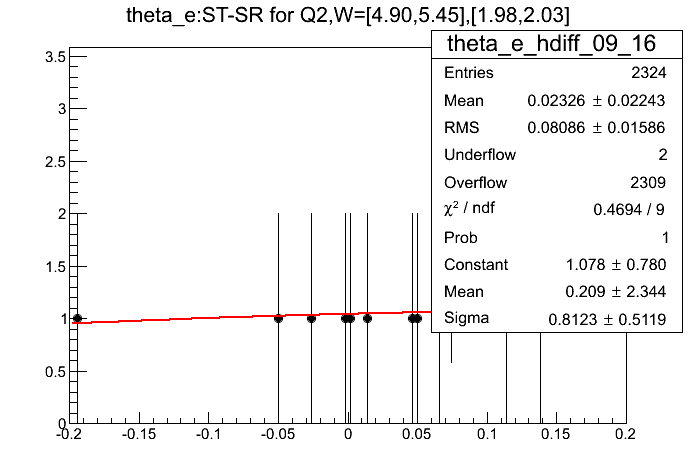 theta_e:ST-SR for Q2,W=[4.90,5.45],[1.98,2.03]
theta_e_hdiff_09_16
Entries 2324
Mean 0.02326 ± 0.02243
RMS 0.08086 ± 0.01586
Underflow 2
Overflow 2309
χ² / ndf 0.4694 / 9
Prob 1
Constant 1.078 ± 0.780
Mean 0.209 ± 2.344
Sigma 0.8123 ± 0.5119
3.5
3
2.5
2
1.5
1
0.5
0
-0.2 -0.15 -0.1 -0.05 0 0.05 0.1 0.15 0.2